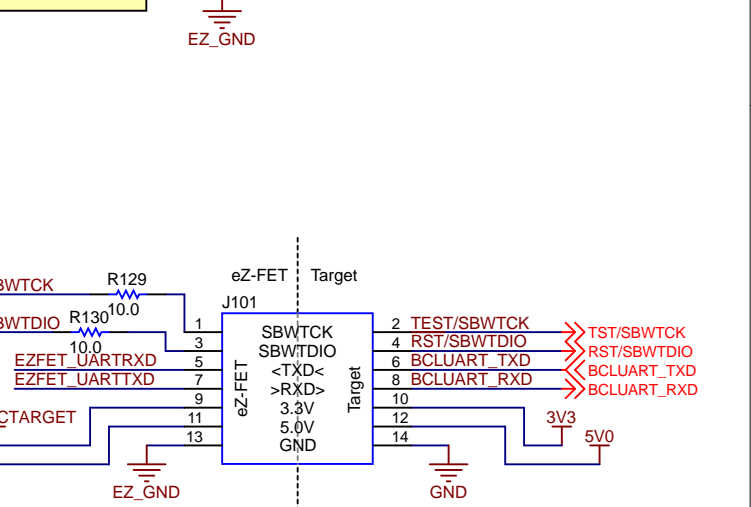 EZ_GND
eZ-FET Target
BWTCK R129 10.0
J101
BWTDIO R130 10.0
1 SBWTCK 2 TEST/SBWTCK TST/SBWTCK
3 SBWTDIO 4 RST/SBWTDIO RST/SBWTDIO
EZFET_UARTRXD 5 <TXD< 6 BCLUART_TXD BCLUART_TXD
EZFET_UARTTXD 7 >RXD> 8 BCLUART_RXD BCLUART_RXD
eZ-FET
Target
9 3.3V 10
CTARGET 11 5.0V 12 3V3
13 GND 14 5V0
EZ_GND GND